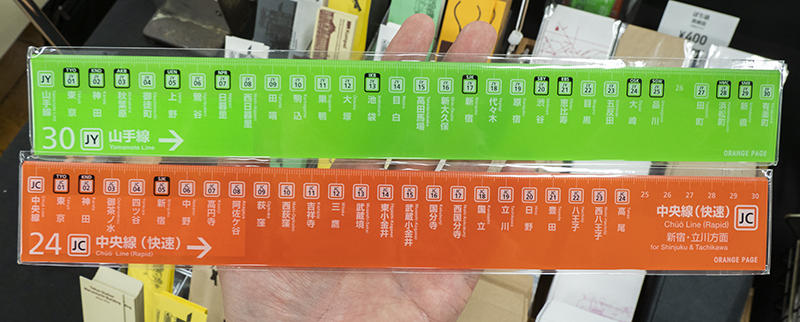 ¥400
JY
山手線
TYO 01 東京
KND 02 神田
AKB 03 秋葉原
04 御徒町
UEN 05 上野
06 鶯谷
NPR 07 日暮里
08 西日暮里
09 田端
10 駒込
11 巣鴨
12 大塚
IKB 13 池袋
14 目白
15 高田馬場
16 新大久保
SJK 17 新宿
18 代々木
19 原宿
SBY 20 渋谷
EBS 21 恵比寿
22 目黒
23 五反田
OSK 24 大崎
SGW 25 品川
26
27 田町
HMC 28 浜松町
SMB 29 新橋
30 有楽町
30 JY 山手線
Yamanote Line
ORANGE PAGE
JC
中央線
TYO 01 東京
KND 02 神田
03 御茶ノ水
04 四ツ谷
SJK 05 新宿
06 中野
07 高円寺
08 阿佐ケ谷
09 荻窪
10 西荻窪
11 吉祥寺
12 三鷹
13 武蔵境
14 東小金井
15 武蔵小金井
16 国分寺
17 西国分寺
18 国立
19 立川
20 日野
21 豊田
22 八王子
23 西八王子
24 高尾
25 26 27 28 29 30
24 中央線(快速)
Chūō Line (Rapid)
中央線(快速) JC
Chūō Line (Rapid)
新宿・立川方面
for Shinjuku & Tachikawa
ORANGE PAGE